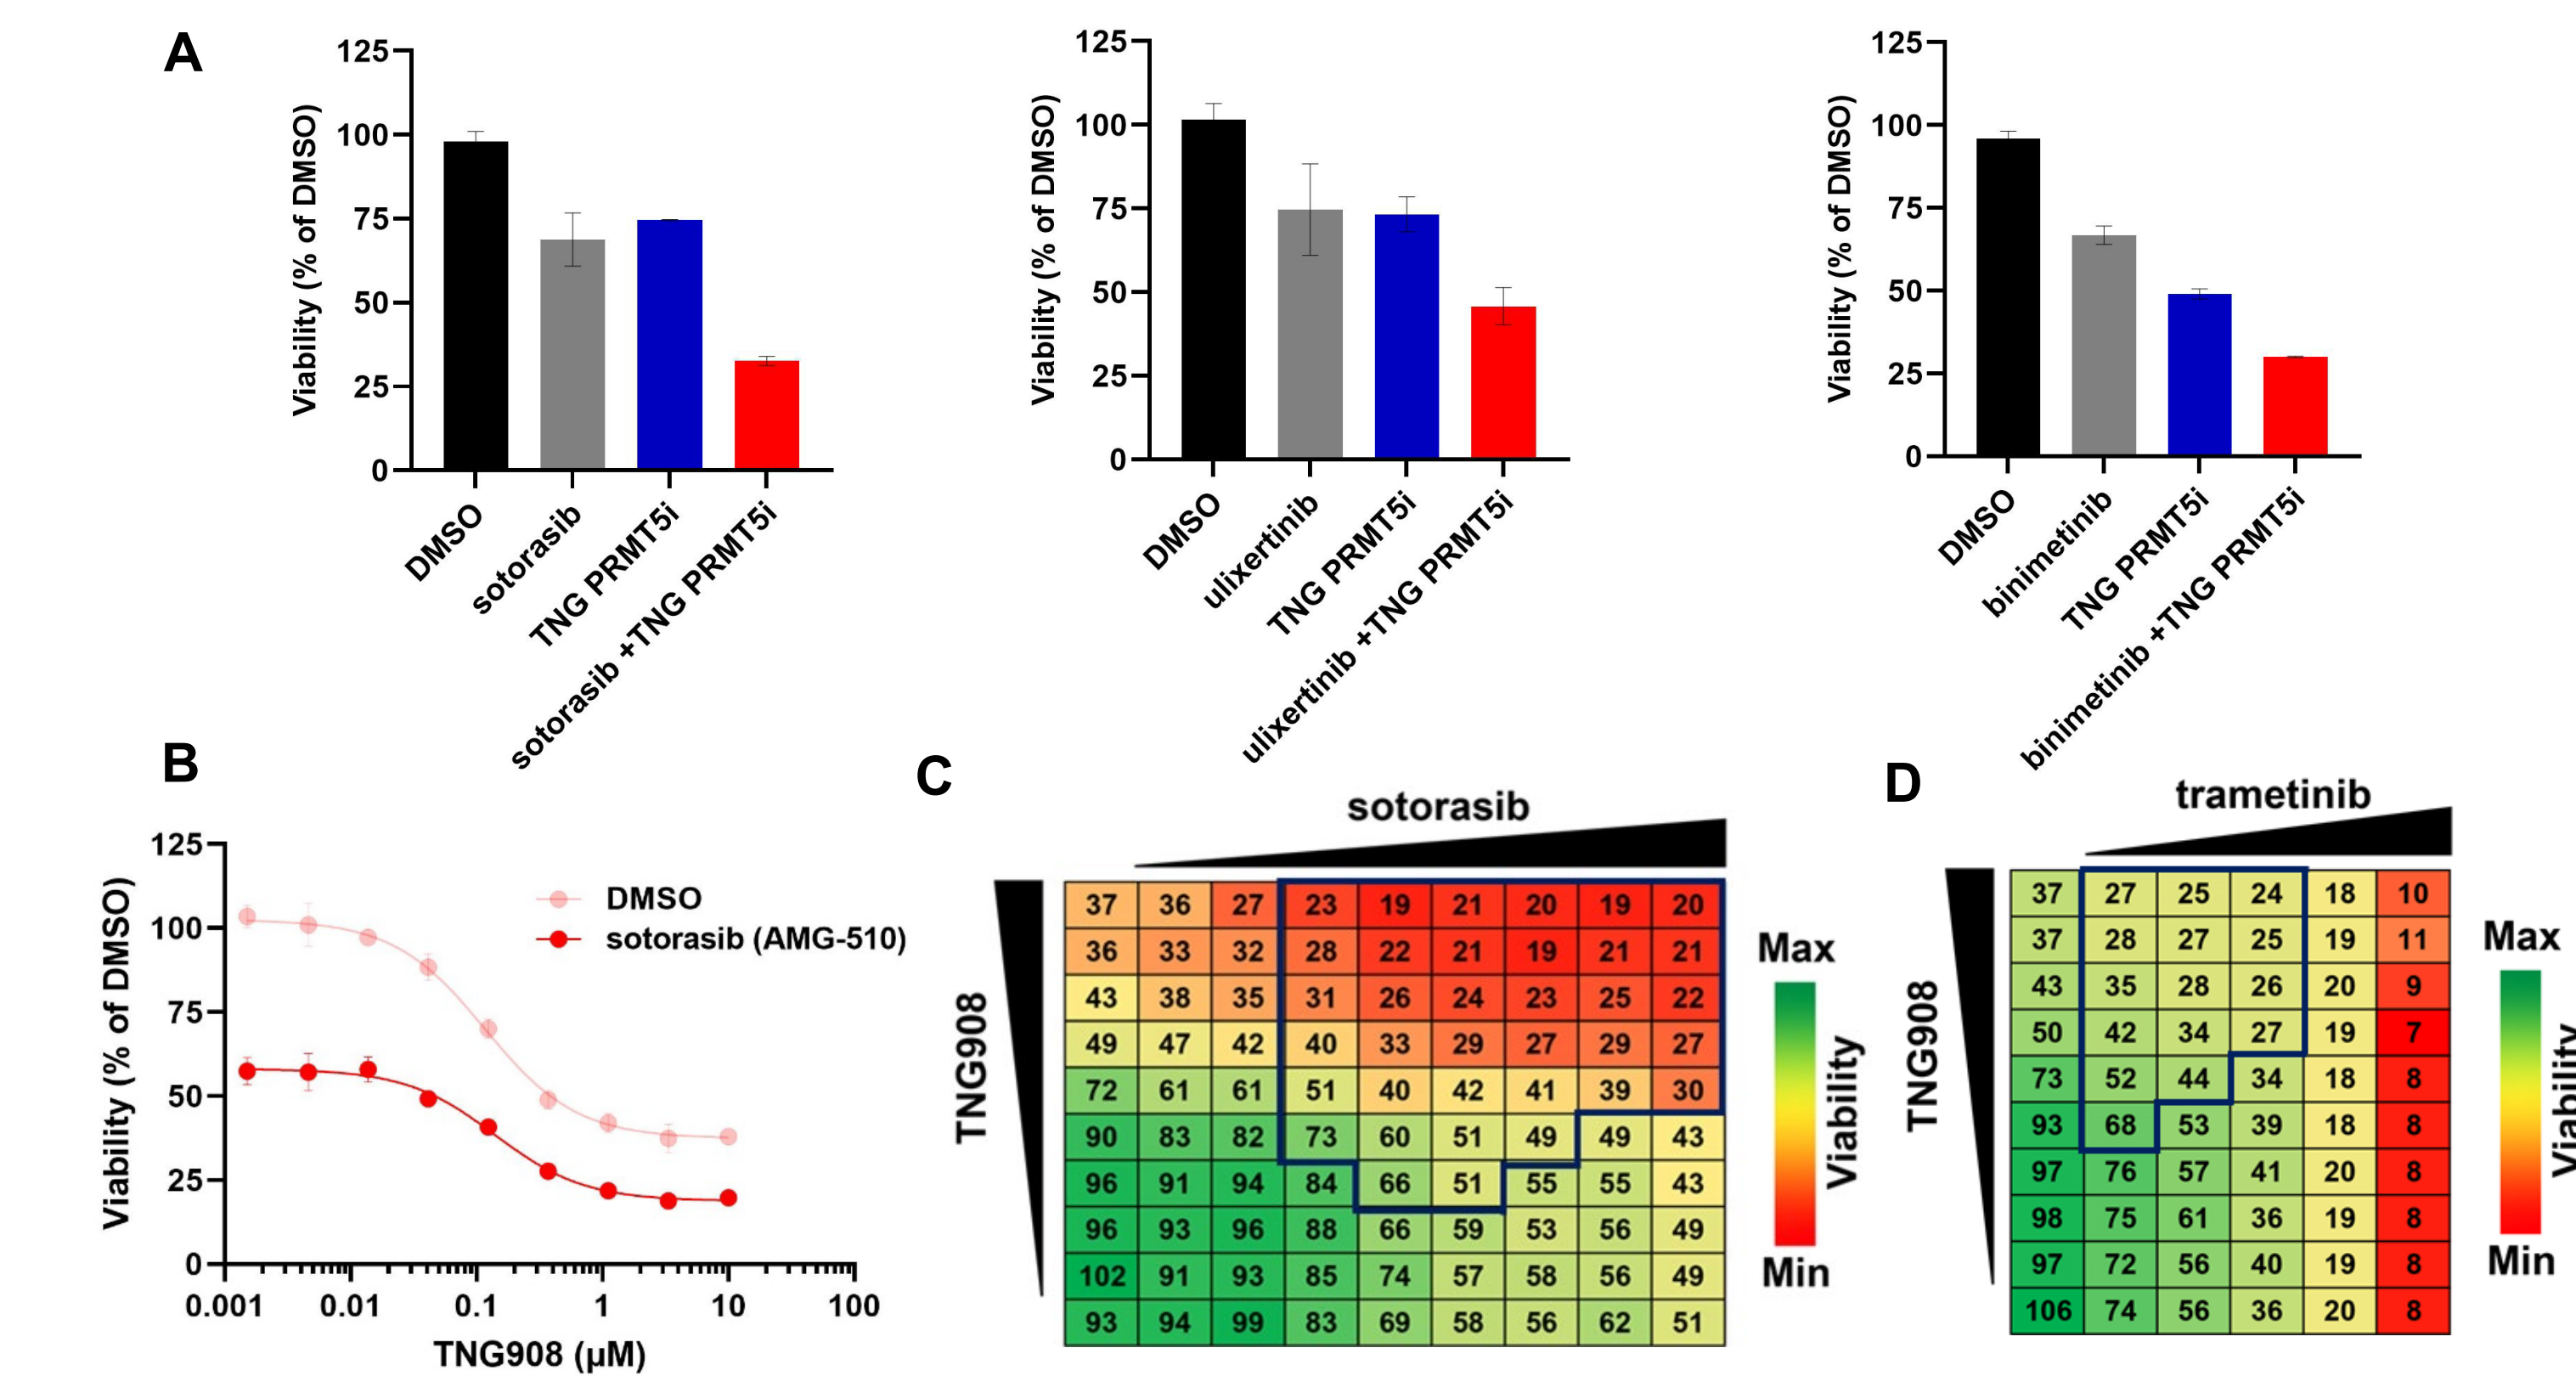 A
125
100
75
50
25
0
Viability (% of DMSO)
DMSO
sotorasib
TNG PRMT5i
sotorasib +TNG PRMT5i
125
100
75
50
25
0
Viability (% of DMSO)
DMSO
ulixertinib
TNG PRMT5i
ulixertinib +TNG PRMT5i
125
100
75
50
25
0
Viability (% of DMSO)
DMSO
binimetinib
TNG PRMT5i
binimetinib +TNG PRMT5i
B
125
100
75
50
25
0
Viability (% of DMSO)
DMSO
sotorasib (AMG-510)
0.001 0.01 0.1 1 10 100
TNG908 (μM)
C
sotorasib
TNG908
37 36 27 23 19 21 20 19 20
36 33 32 28 22 21 19 21 21
43 38 35 31 26 24 23 25 22
49 47 42 40 33 29 27 29 27
72 61 61 51 40 42 41 39 30
90 83 82 73 60 51 49 49 43
96 91 94 84 66 51 55 55 43
96 93 96 88 66 59 53 56 49
102 91 93 85 74 57 58 56 49
93 94 99 83 69 58 56 62 51
Max
Viability
Min
D
trametinib
TNG908
37 27 25 24 18 10
37 28 27 25 19 11
43 35 28 26 20 9
50 42 34 27 19 7
73 52 44 34 18 8
93 68 53 39 18 8
97 76 57 41 20 8
98 75 61 36 19 8
97 72 56 40 19 8
106 74 56 36 20 8
Max
Viability
Min